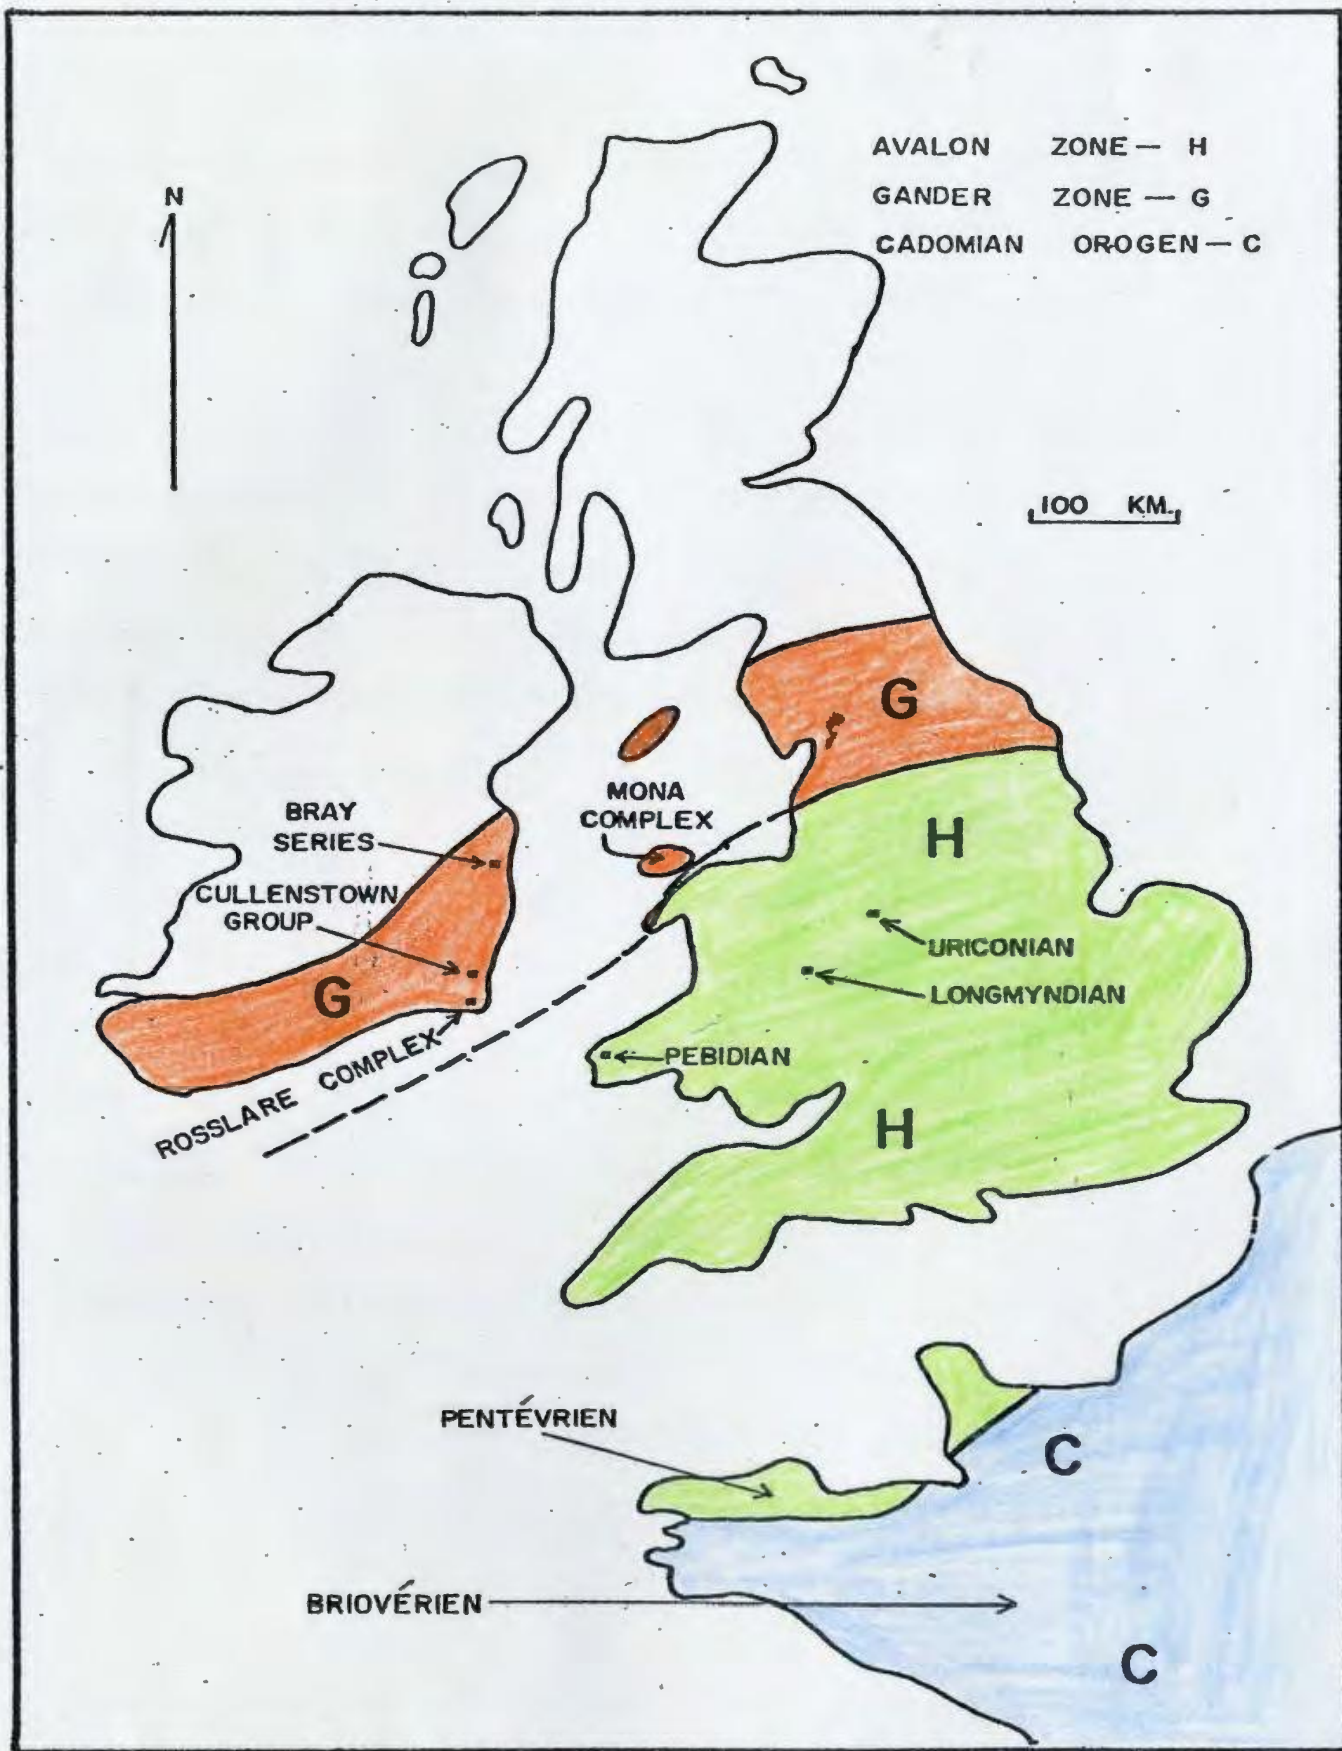 AVALON ZONE — H
GANDER ZONE — G
CADOMIAN OROGEN — C
N
100 KM.
G
MONA
COMPLEX
BRAY
SERIES
H
CULLENSTOWN
GROUP
URICONIAN
G
LONGMYNDIAN
ROSSLARE COMPLEX
PEBIDIAN
H
PENTÉVRIEN
C
BRIOVÉRIEN
C